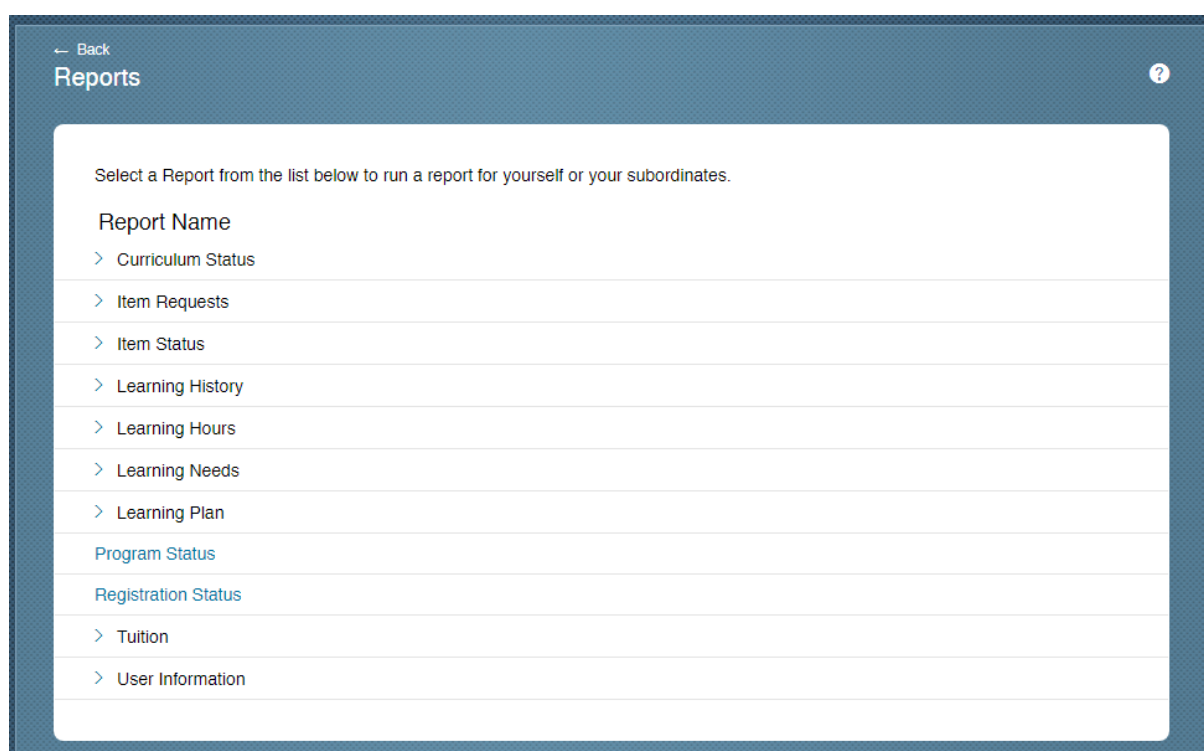 ← Back
Reports
?
Select a Report from the list below to run a report for yourself or your subordinates.
Report Name
> Curriculum Status
> Item Requests
> Item Status
> Learning History
> Learning Hours
> Learning Needs
> Learning Plan
Program Status
Registration Status
> Tuition
> User Information